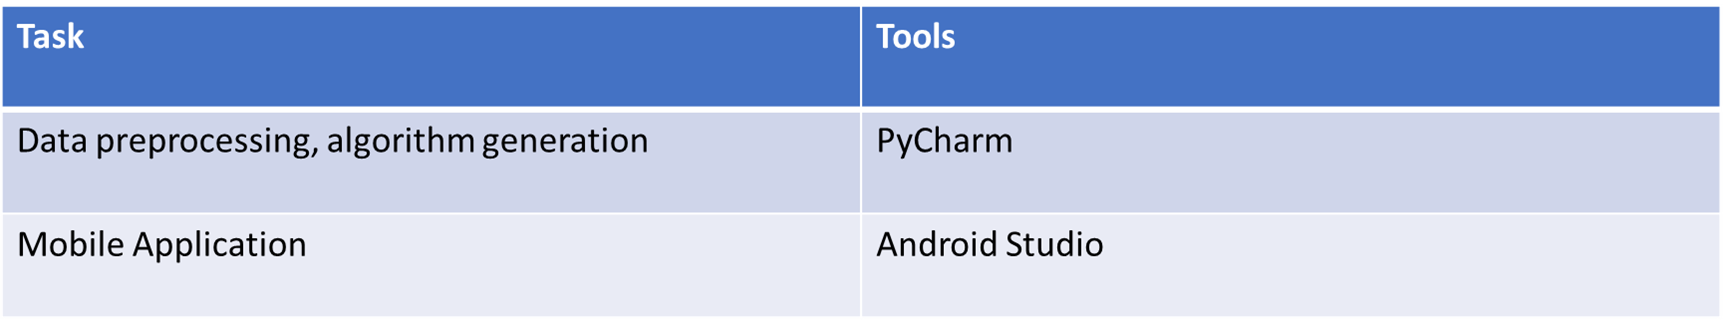 Task
Tools
Data preprocessing, algorithm generation
PyCharm
Mobile Application
Android Studio